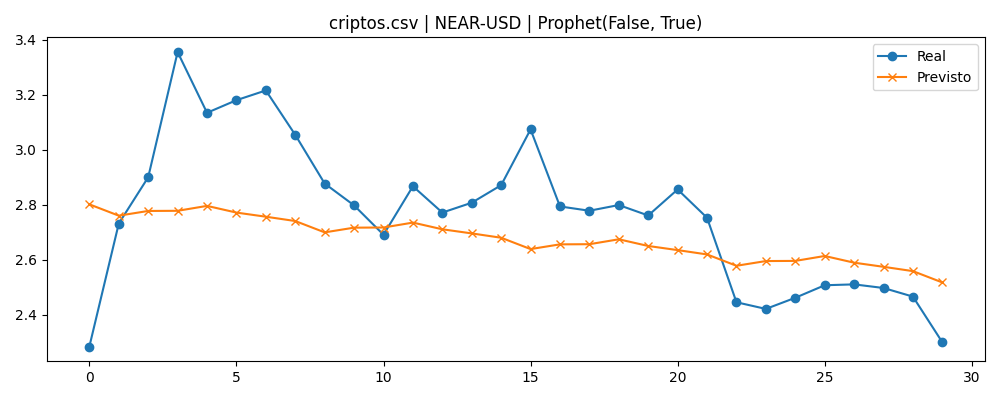 criptos.csv | NEAR-USD | Prophet(False, True)
Real
Previsto
3.4
3.2
3.0
2.8
2.6
2.4
0 5 10 15 20 25 30